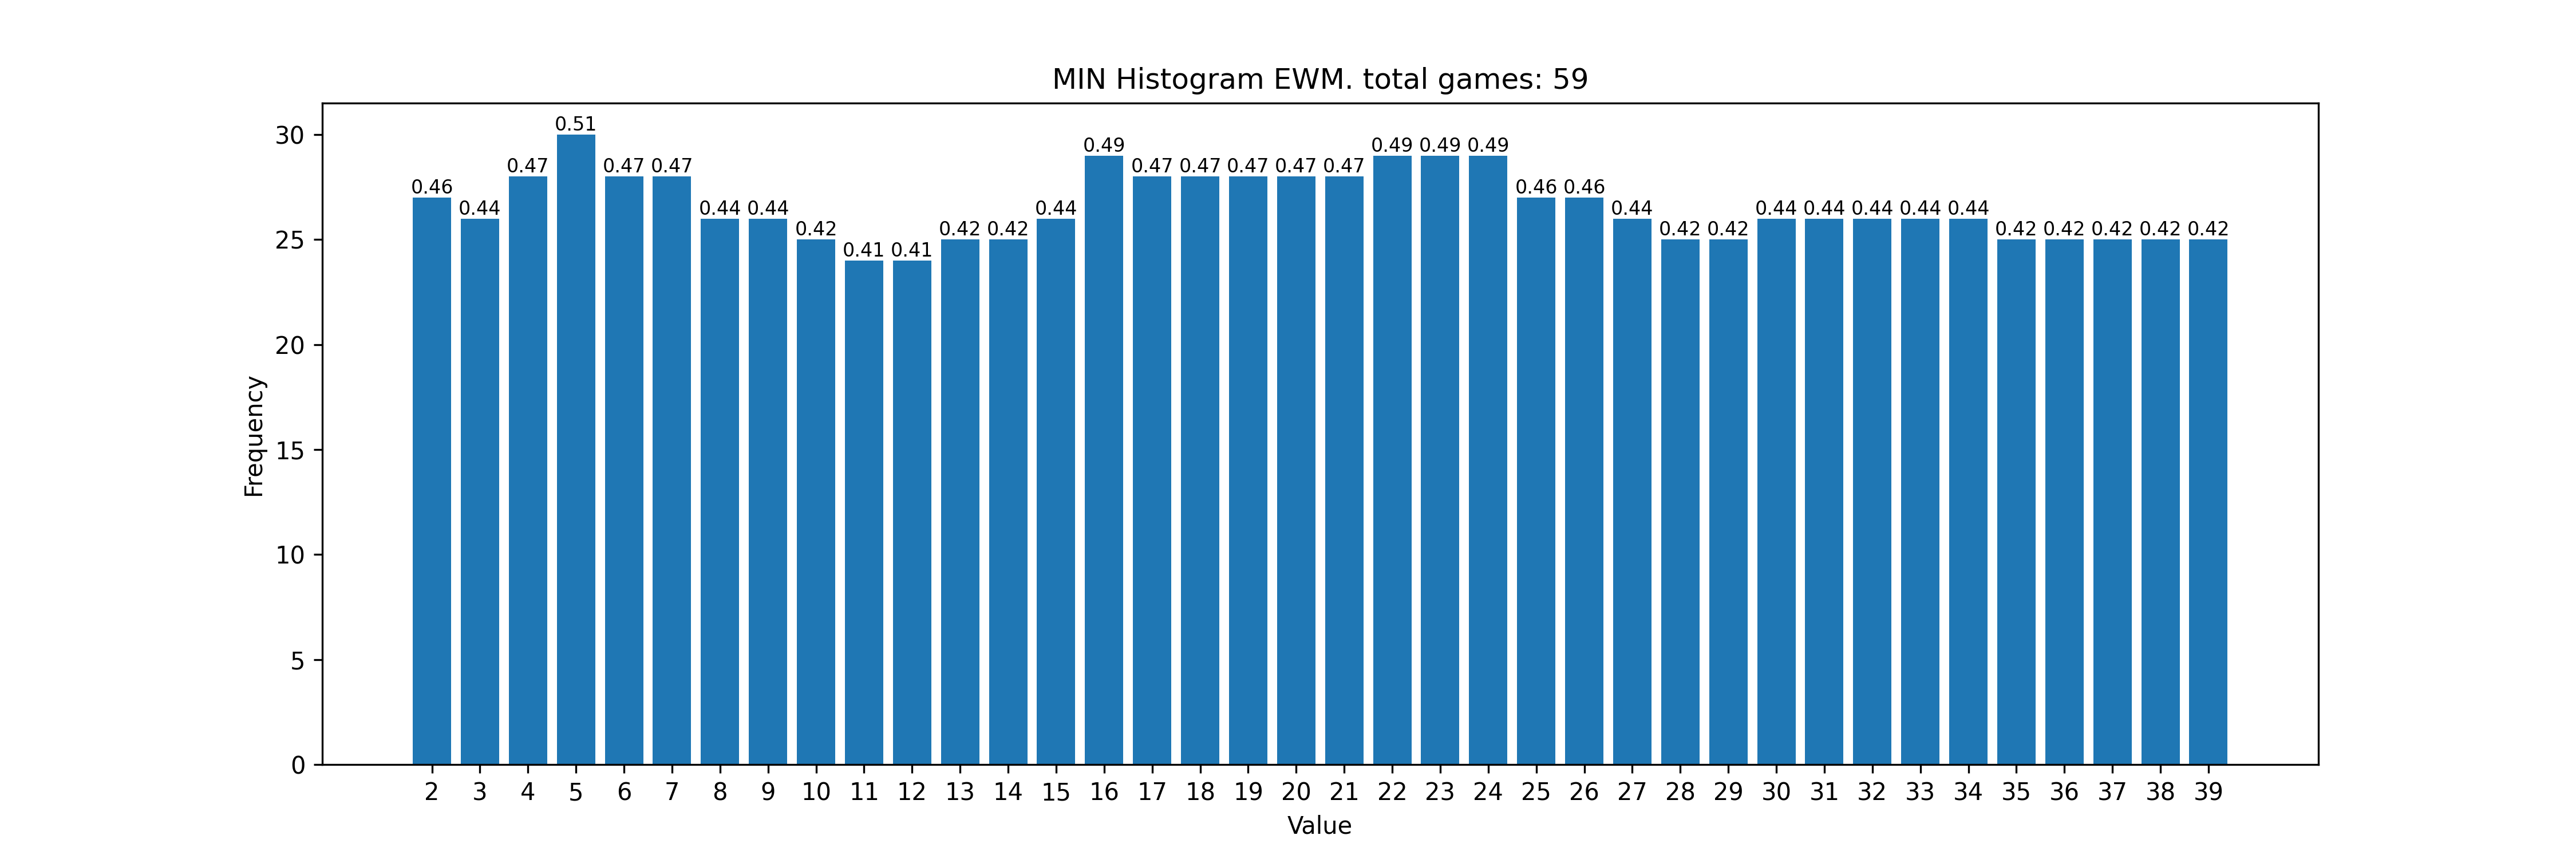 MIN Histogram EWM. total games: 59
30
25
20
15
10
5
0
Frequency
0.46 0.44 0.47 0.51 0.47 0.47 0.44 0.44 0.42 0.41 0.41 0.42 0.42 0.44 0.49 0.47 0.47 0.47 0.47 0.47 0.49 0.49 0.49 0.46 0.46 0.44 0.42 0.42 0.44 0.44 0.44 0.44 0.44 0.42 0.42 0.42 0.42 0.42
2 3 4 5 6 7 8 9 10 11 12 13 14 15 16 17 18 19 20 21 22 23 24 25 26 27 28 29 30 31 32 33 34 35 36 37 38 39
Value